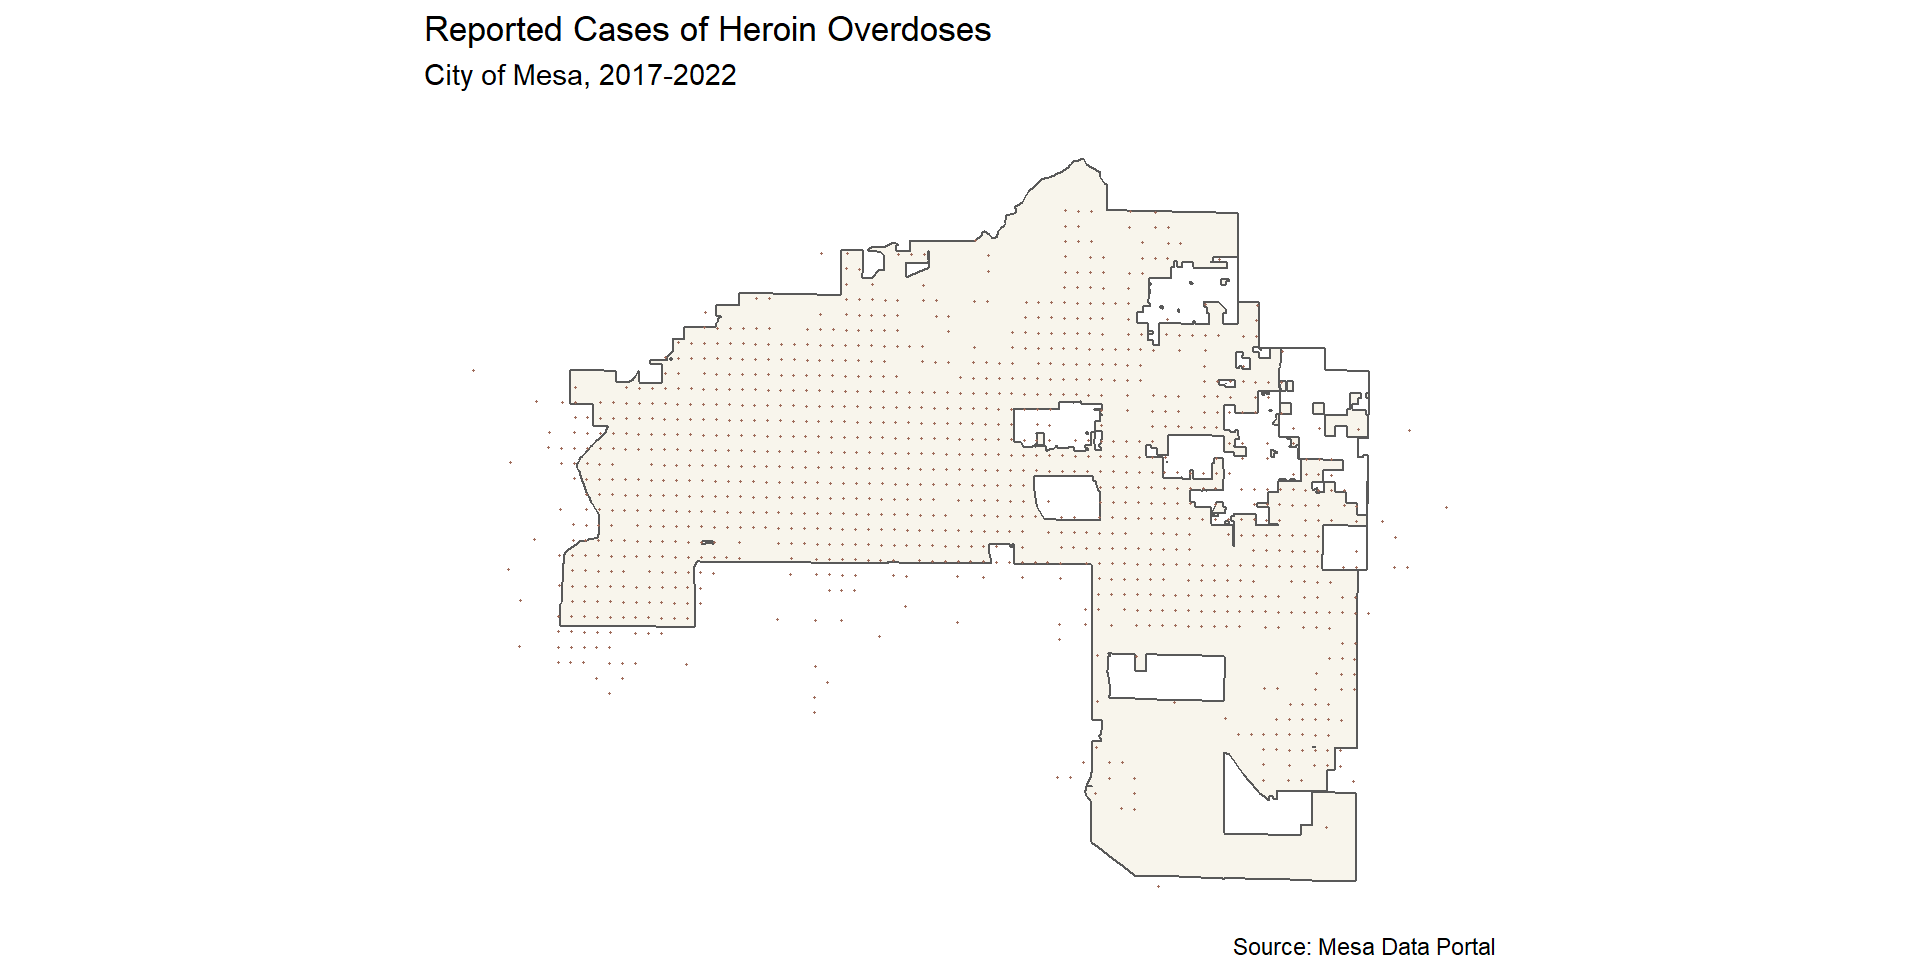 Reported Cases of Heroin Overdoses
City of Mesa, 2017-2022
Source: Mesa Data Portal